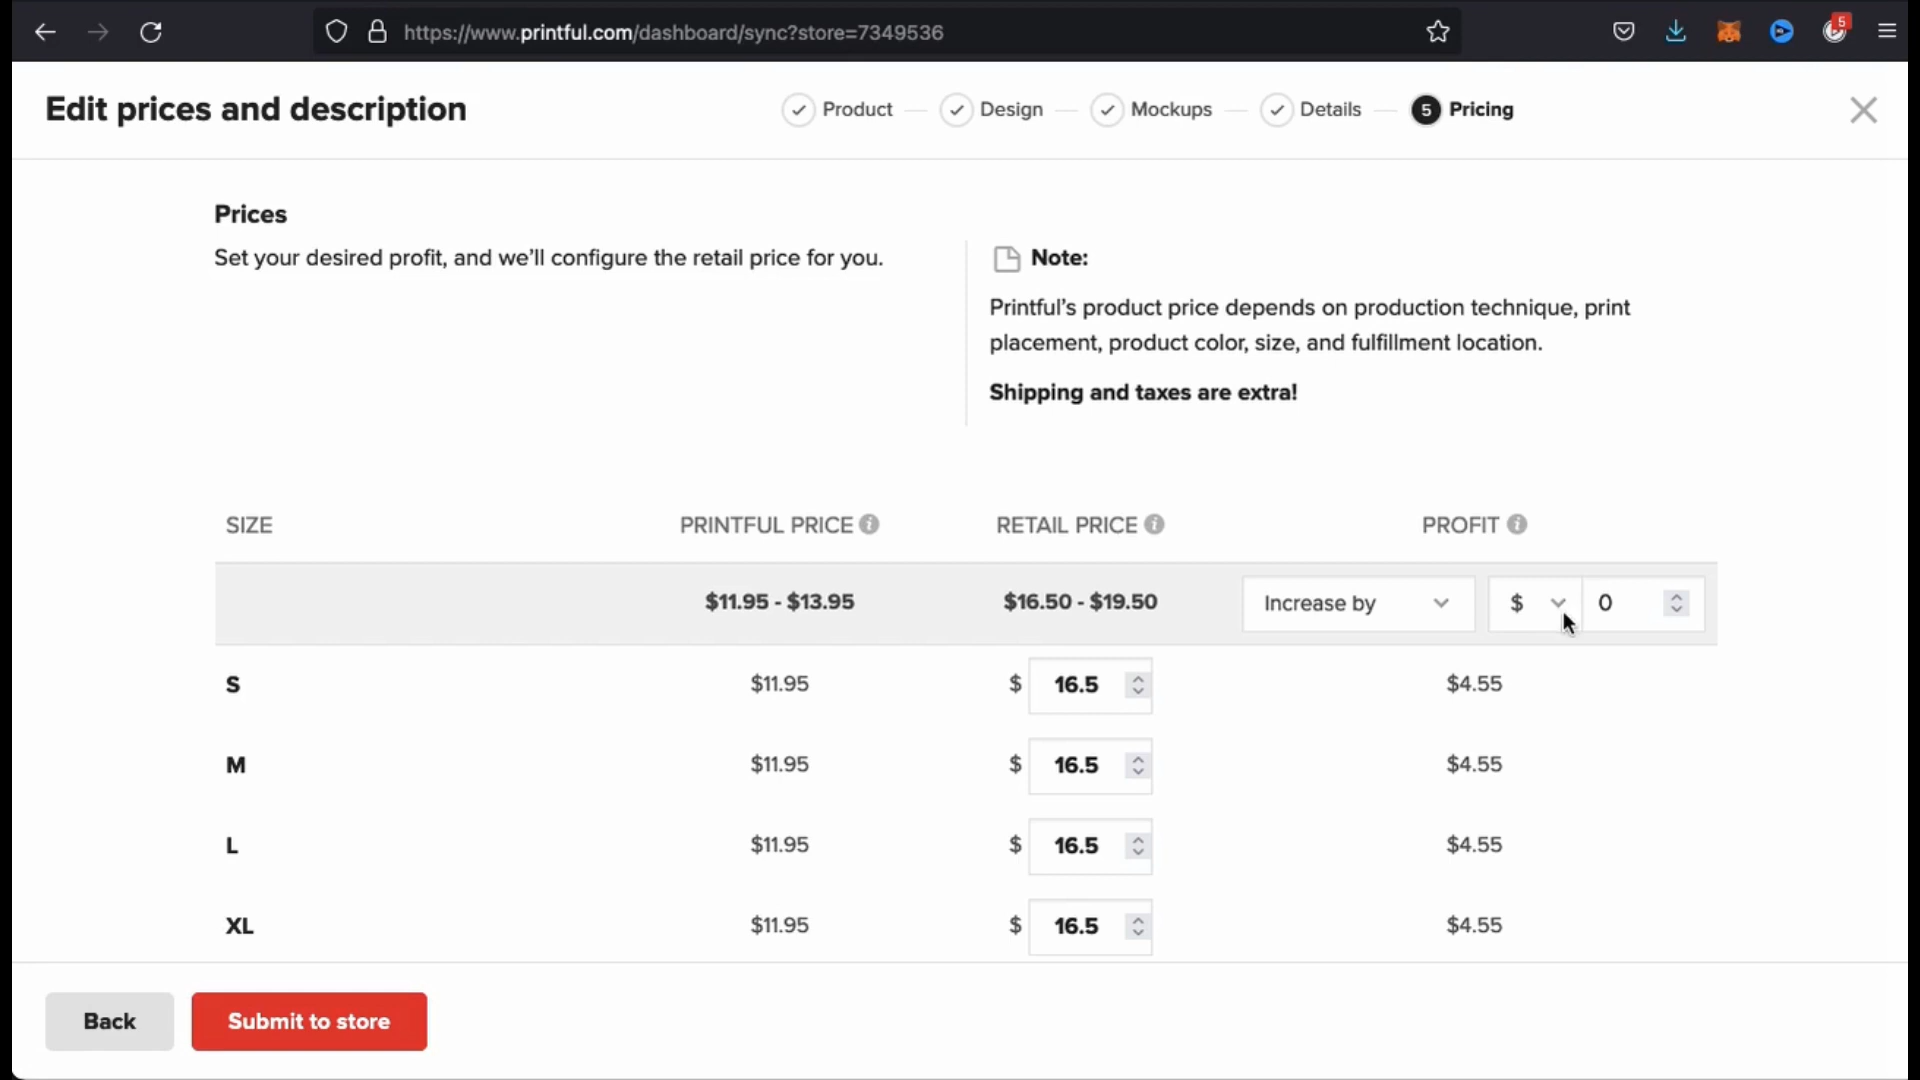 https://www.printful.com/dashboard/sync?store=7349536
5
Edit prices and description
Product
Design
Mockups
Details
5 Pricing
Prices
Set your desired profit, and we'll configure the retail price for you.
Note:
Printful's product price depends on production technique, print
placement, product color, size, and fulfillment location.
Shipping and taxes are extra!
SIZE PRINTFUL PRICE RETAIL PRICE PROFIT
$11.95 - $13.95 $16.50 - $19.50 Increase by $ 0
S $11.95 $ 16.5 $4.55
M $11.95 $ 16.5 $4.55
L $11.95 $ 16.5 $4.55
XL $11.95 $ 16.5 $4.55
Back Submit to store